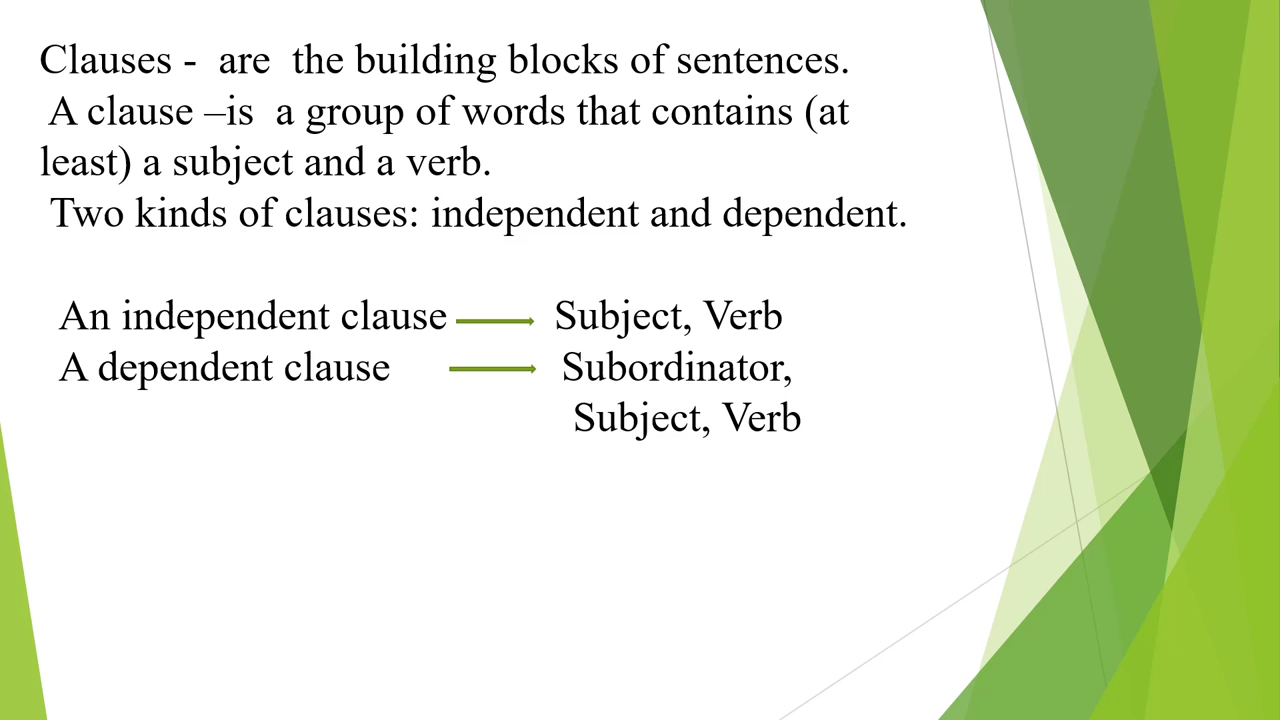 Clauses - are the building blocks of sentences.
A clause –is a group of words that contains (at
least) a subject and a verb.
Two kinds of clauses: independent and dependent.
An independent clause Subject, Verb
A dependent clause Subordinator,
Subject, Verb